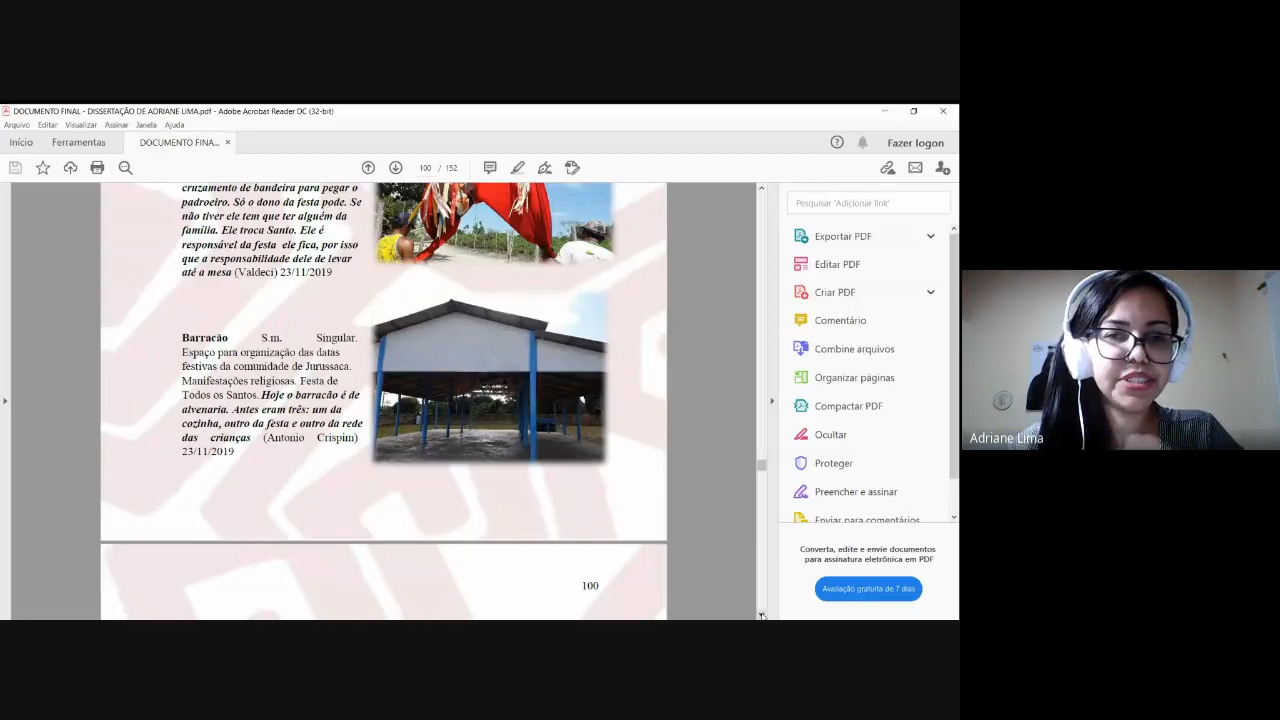 DOCUMENTO FINAL - DISSERTAÇÃO DE ADRIANE LIMA.pdf - Adobe Acrobat Reader DC (32-bit)
Arquivo Editar Visualizar Assinar Janela Ajuda
Início Ferramentas DOCUMENTO FINA... × Fazer logon
100 / 152
cruzamento de bandeira para pegar o
padroeiro. Só o dono da festa pode. Se
não tiver ele tem que ter alguém da
família. Ele troca Santo. Ele é
responsável da festa ele fica, por isso
que a responsabilidade dele de levar
até a mesa (Valdeci) 23/11/2019
Barracão S.m. Singular.
Espaço para organização das datas
festivas da comunidade de Jurussaca.
Manifestações religiosas. Festa de
Todos os Santos. Hoje o barracão é de
alvenaria. Antes eram três: um da
cozinha, outro da festa e outro da rede
das crianças (Antonio Crispim)
23/11/2019
100
Pesquisar 'Adicionar link'
Exportar PDF
Editar PDF
Criar PDF
Comentário
Combine arquivos
Organizar páginas
Compactar PDF
Ocultar
Proteger
Preencher e assinar
Enviar para comentários
Converta, edite e envie documentos
para assinatura eletrônica em PDF
Avaliação gratuita de 7 dias
Adriane Lima